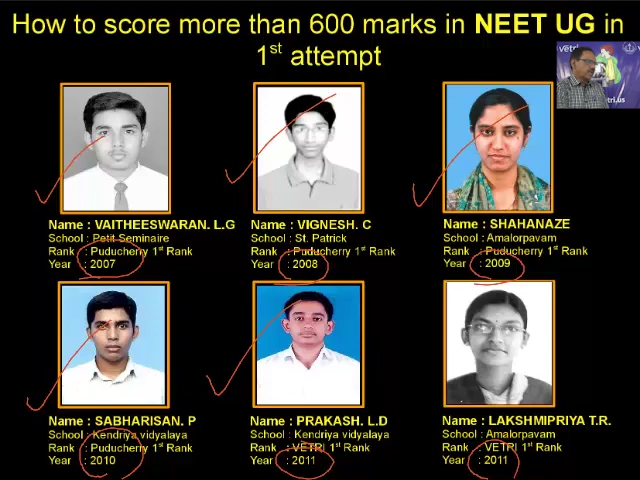 How to score more than 600 marks in NEET UG in
1st attempt
vetri
vetri.us
Name : VAITHEESWARAN. L.G
School : Petit Seminaire
Rank : Puducherry 1st Rank
Year : 2007
Name : VIGNESH. C
School : St. Patrick
Rank : Puducherry 1st Rank
Year : 2008
Name : SHAHANAZE
School : Amalorpavam
Rank : Puducherry 1st Rank
Year : 2009
Name : SABHARISAN. P
School : Kendriya vidyalaya
Rank : Puducherry 1st Rank
Year : 2010
Name : PRAKASH. L.D
School : Kendriya vidyalaya
Rank : VETRI 1st Rank
Year : 2011
Name : LAKSHMIPRIYA T.R.
School : Amalorpavam
Rank : VETRI 1st Rank
Year : 2011